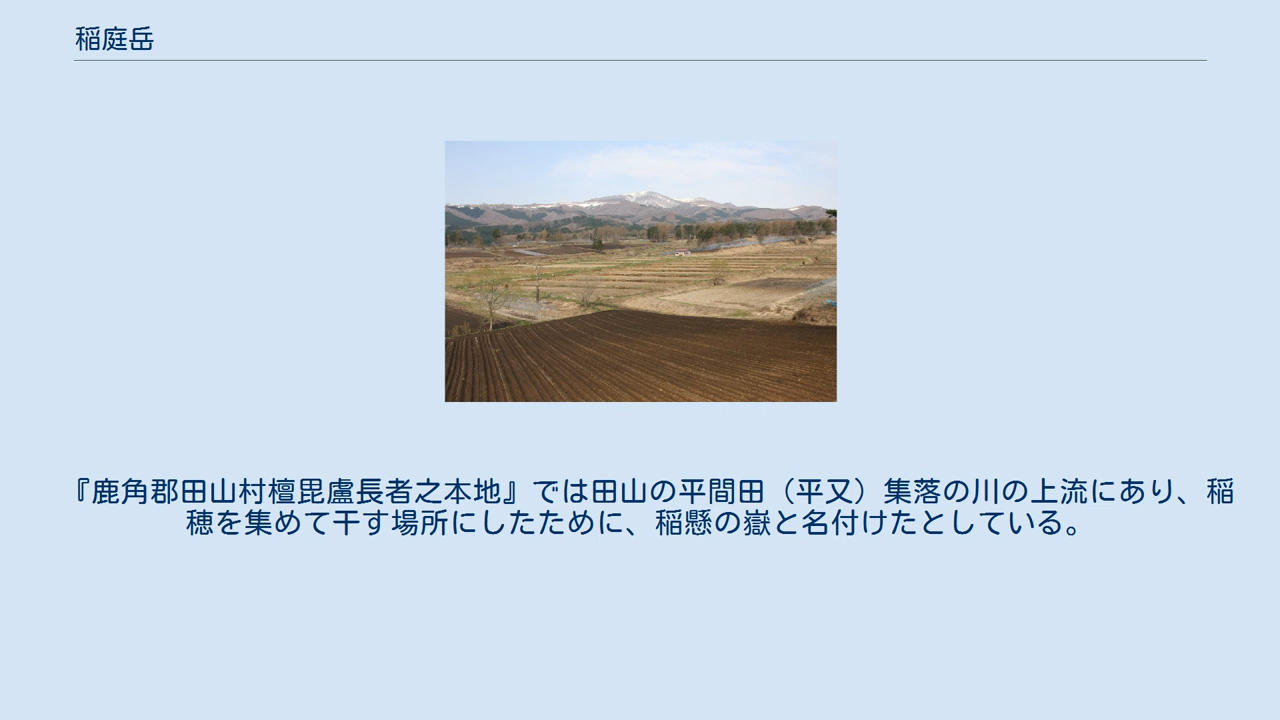 稲庭岳
『鹿角郡田山村檀毘盧長者之本地』では田山の平間田（平又）集落の川の上流にあり、稲
穂を集めて干す場所にしたために、稲懸の嶽と名付けたとしている。